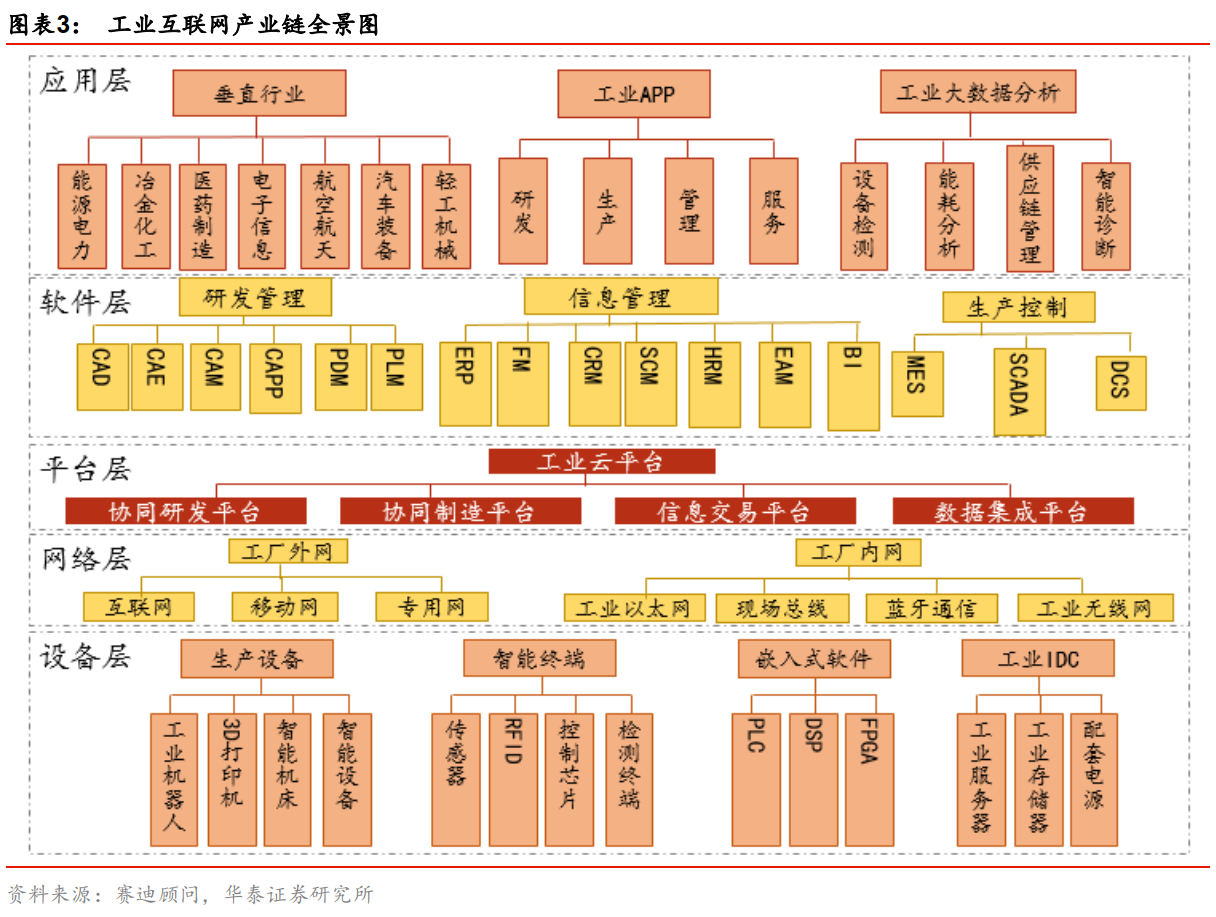 图表3： 工业互联网产业链全景图
应用层
垂直行业
工业APP
工业大数据分析
能源电力
冶金化工
医药制造
电子信息
航空航天
汽车装备
轻工机械
研发
生产
管理
服务
设备检测
能耗分析
供应链管理
智能诊断
软件层
研发管理
信息管理
生产控制
CAD
CAE
CAM
CAPP
PDM
PLM
ERP
FM
CRM
SCM
HRM
EAM
BI
MES
SCADA
DCS
平台层
工业云平台
协同研发平台
协同制造平台
信息交易平台
数据集成平台
网络层
工厂外网
工厂内网
互联网
移动网
专用网
工业以太网
现场总线
蓝牙通信
工业无线网
设备层
生产设备
智能终端
嵌入式软件
工业IDC
工业机器人
3D打印机
智能机床
智能设备
传感器
RFID
控制芯片
检测终端
PLC
DSP
FPGA
工业服务器
工业存储器
配套电源
资料来源：赛迪顾问，华泰证券研究所